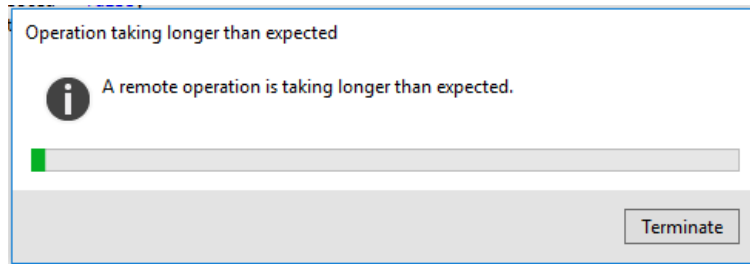 Operation taking longer than expected
A remote operation is taking longer than expected.
Terminate